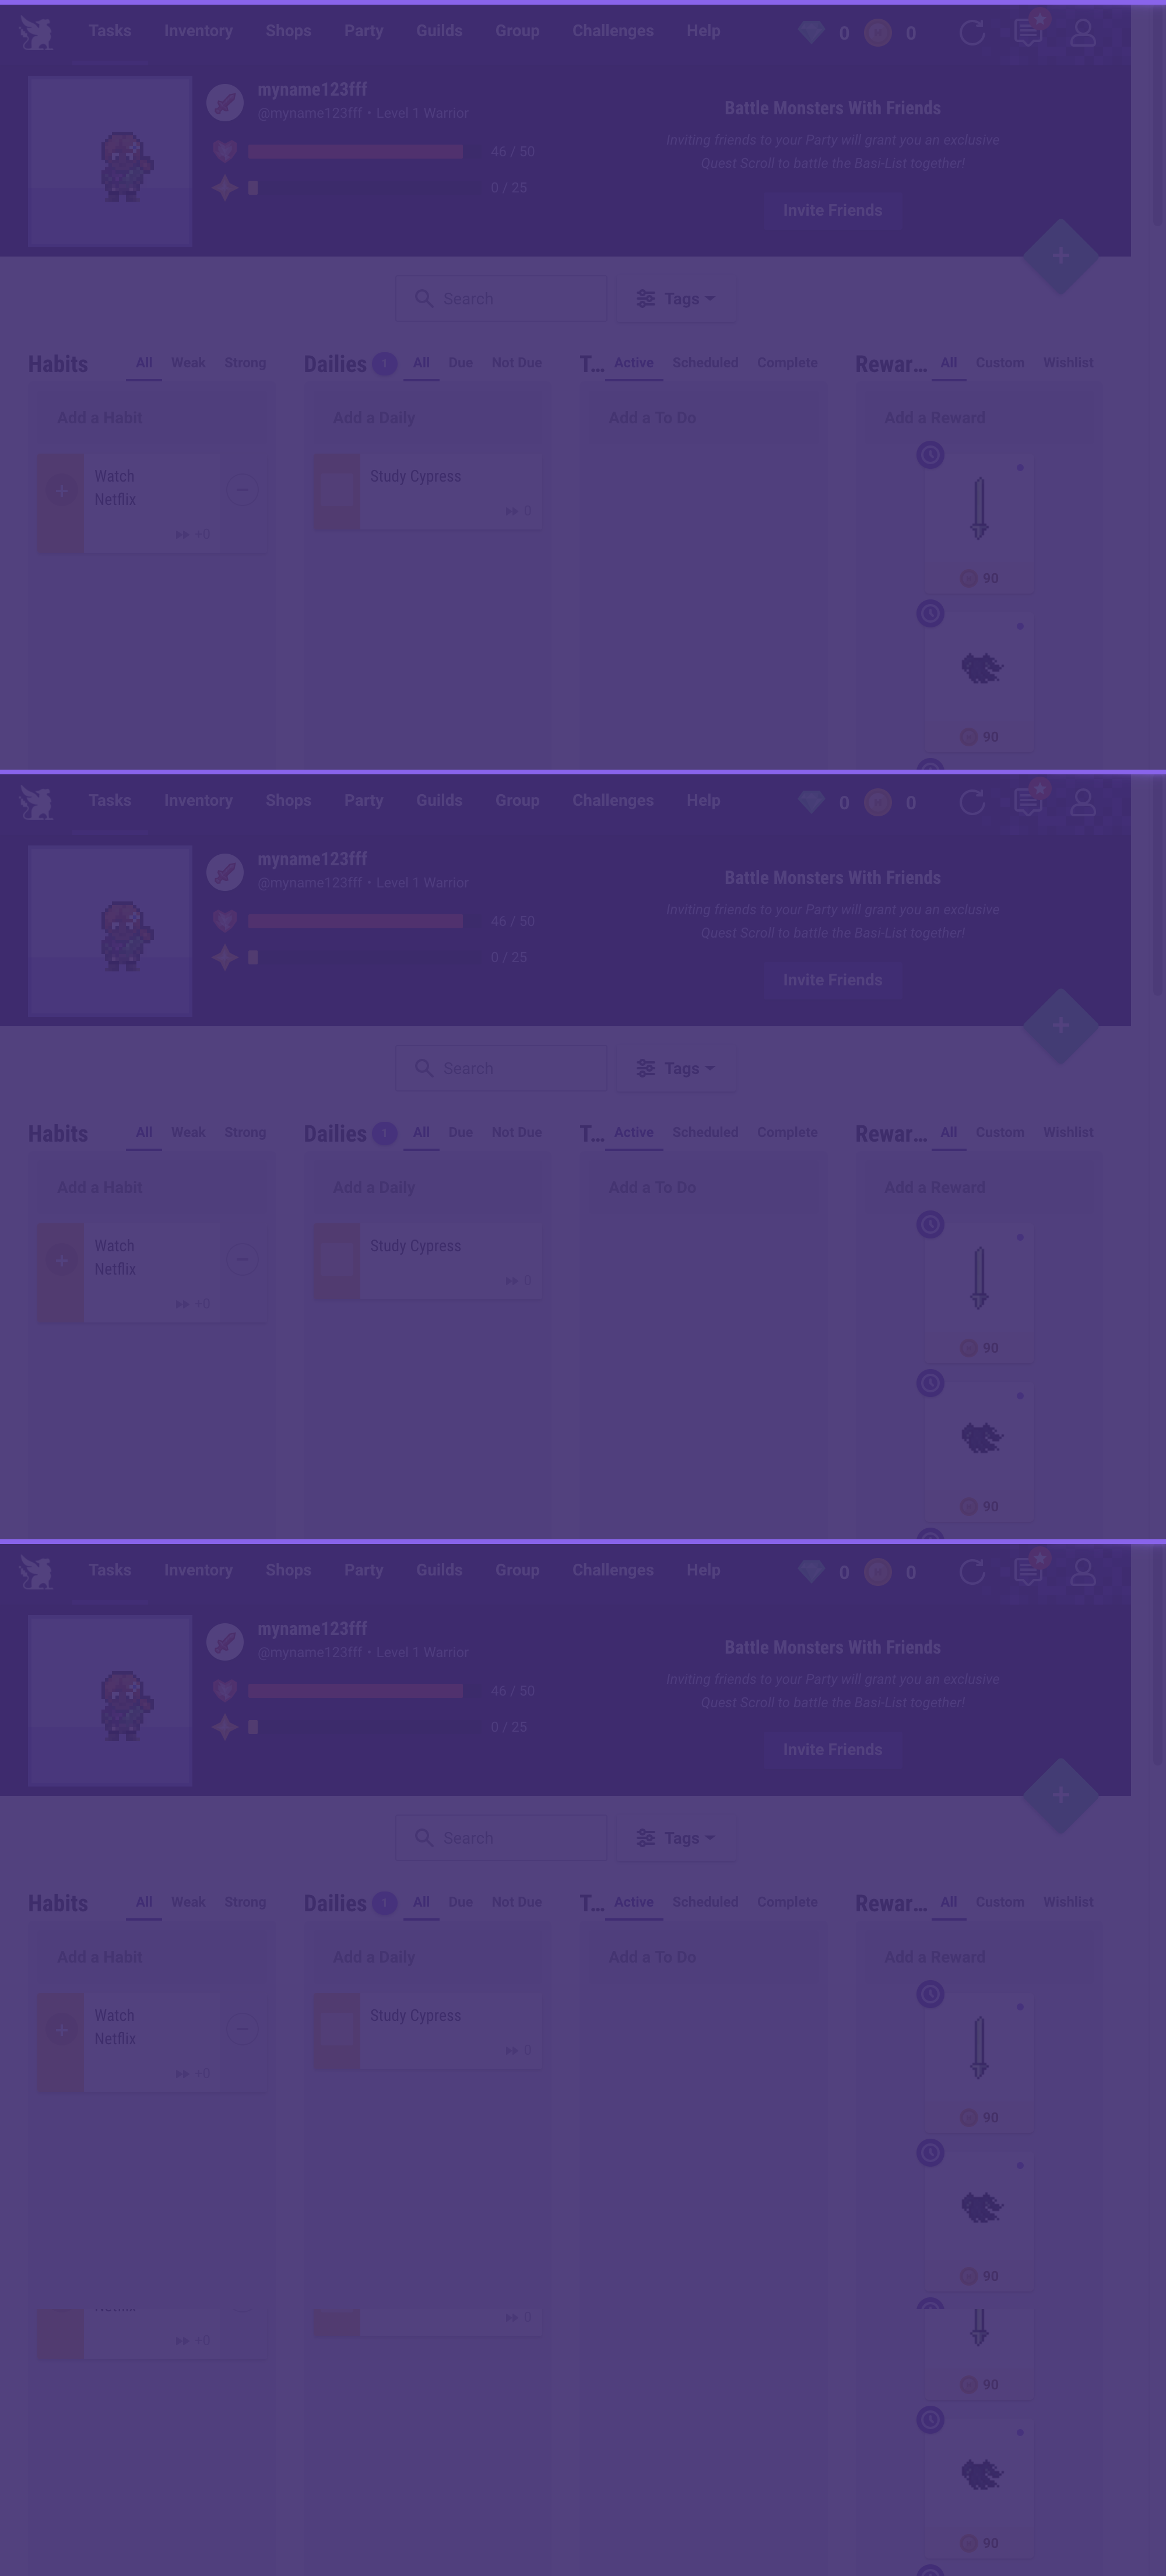 Tasks Inventory Shops Party Guilds Group Challenges Help 0 0
myname123fff
@myname123fff • Level 1 Warrior
46 / 50
0 / 25
Battle Monsters With Friends
Inviting friends to your Party will grant you an exclusive
Quest Scroll to battle the Basi-List together!
Invite Friends
Search Tags
Habits All Weak Strong
Dailies 1 All Due Not Due
T... Active Scheduled Complete
Rewar... All Custom Wishlist
Add a Habit
Add a Daily
Add a To Do
Add a Reward
Watch
Netflix
+0
Study Cypress
0
90
90
Tasks Inventory Shops Party Guilds Group Challenges Help 0 0
myname123fff
@myname123fff • Level 1 Warrior
46 / 50
0 / 25
Battle Monsters With Friends
Inviting friends to your Party will grant you an exclusive
Quest Scroll to battle the Basi-List together!
Invite Friends
Search Tags
Habits All Weak Strong
Dailies 1 All Due Not Due
T... Active Scheduled Complete
Rewar... All Custom Wishlist
Add a Habit
Add a Daily
Add a To Do
Add a Reward
Watch
Netflix
+0
Study Cypress
0
90
90
Tasks Inventory Shops Party Guilds Group Challenges Help 0 0
myname123fff
@myname123fff • Level 1 Warrior
46 / 50
0 / 25
Battle Monsters With Friends
Inviting friends to your Party will grant you an exclusive
Quest Scroll to battle the Basi-List together!
Invite Friends
Search Tags
Habits All Weak Strong
Dailies 1 All Due Not Due
T... Active Scheduled Complete
Rewar... All Custom Wishlist
Add a Habit
Add a Daily
Add a To Do
Add a Reward
Watch
Netflix
+0
Study Cypress
0
90
90
+0
0
90
90